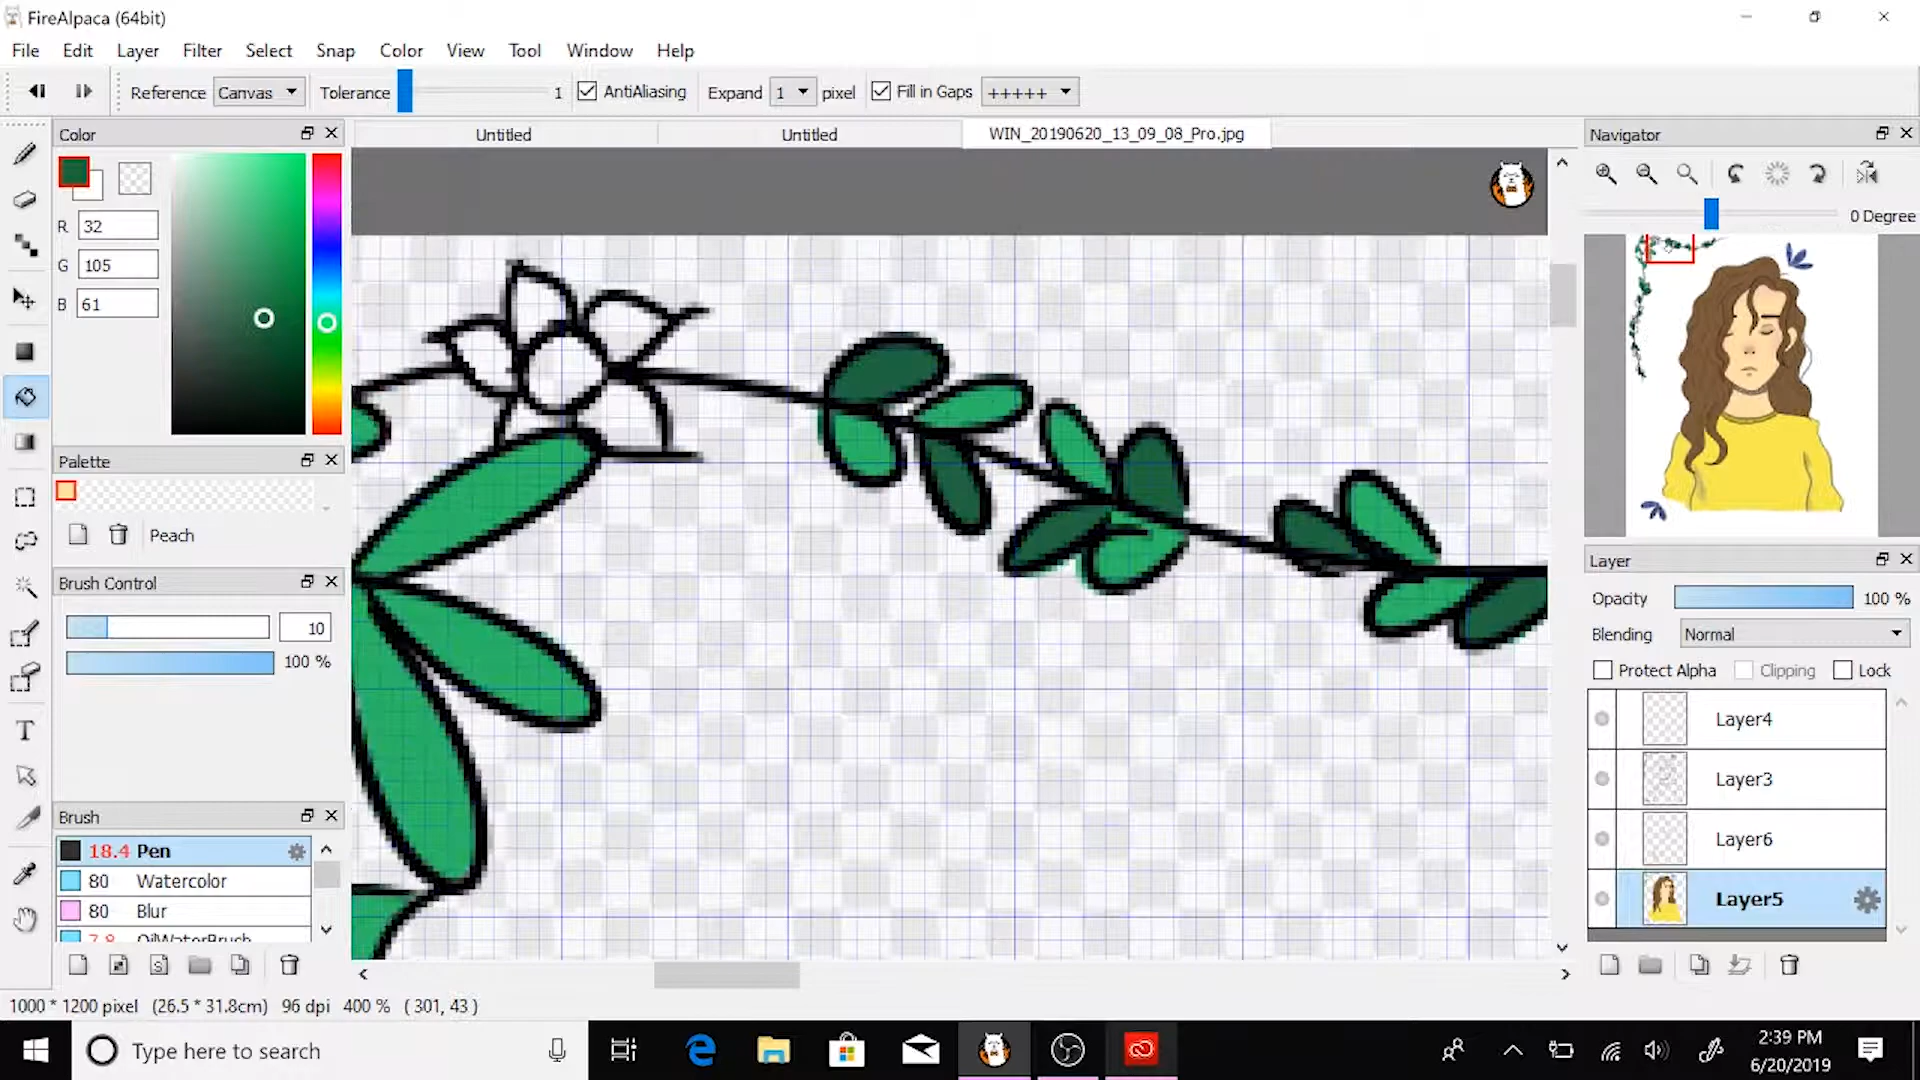 FireAlpaca (64bit)
File Edit Layer Filter Select Snap Color View Tool Window Help
Reference Canvas Tolerance 1 AntiAliasing Expand 1 pixel Fill in Gaps +++++
Color
Untitled
Untitled
WIN_20190620_13_09_08_Pro.jpg
Navigator
R 32
G 105
B 61
0 Degree
Palette
Peach
Brush Control
10
100 %
Layer
Opacity 100 %
Blending Normal
Protect Alpha Clipping Lock
Layer4
Layer3
Layer6
Layer5
Brush
18.4 Pen
80 Watercolor
80 Blur
7.8 OilWaterBrush
1000 * 1200 pixel (26.5 * 31.8cm) 96 dpi 400 % ( 301, 43 )
Type here to search
2:39 PM
6/20/2019